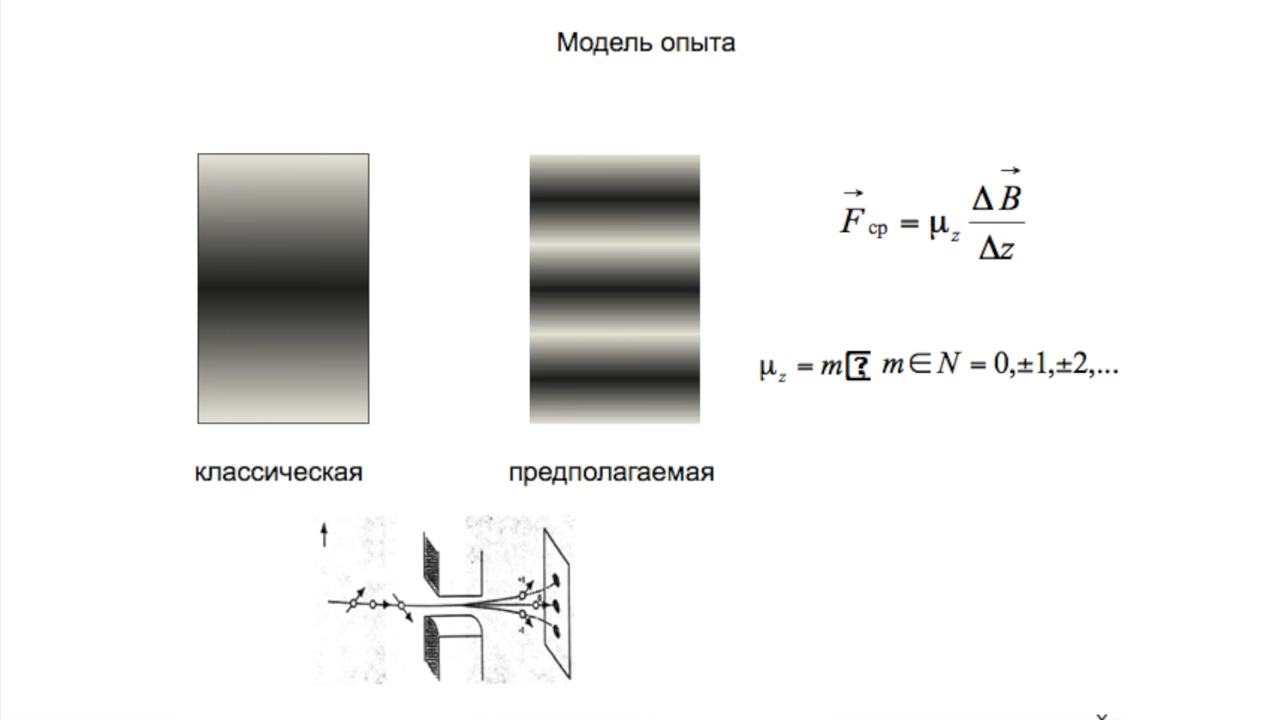 Модель опыта
F⃗ ср = μz ΔB⃗ / Δz
μz = m� m∈N = 0,±1,±2,...
классическая
предполагаемая